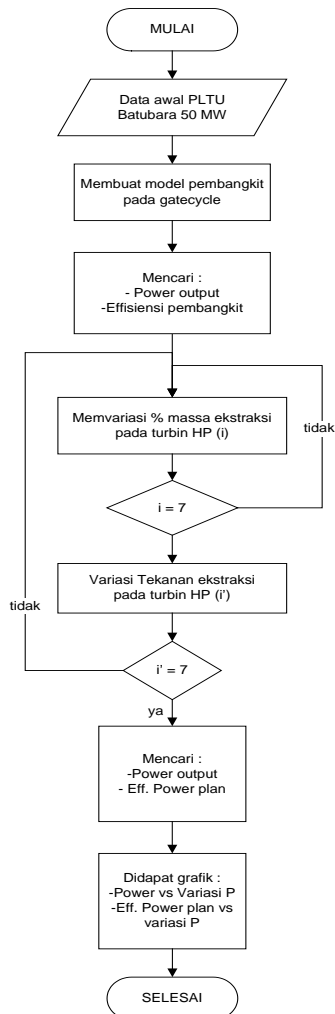 MULAI
Data awal PLTU
Batubara 50 MW
Membuat model pembangkit
pada gatecycle
Mencari :
- Power output
-Effisiensi pembangkit
Memvariasi % massa ekstraksi
pada turbin HP (i)
tidak
i = 7
Variasi Tekanan ekstraksi
pada turbin HP (i')
tidak
i' = 7
ya
Mencari :
-Power output
- Eff. Power plan
Didapat grafik :
-Power vs Variasi P
-Eff. Power plan vs
variasi P
SELESAI